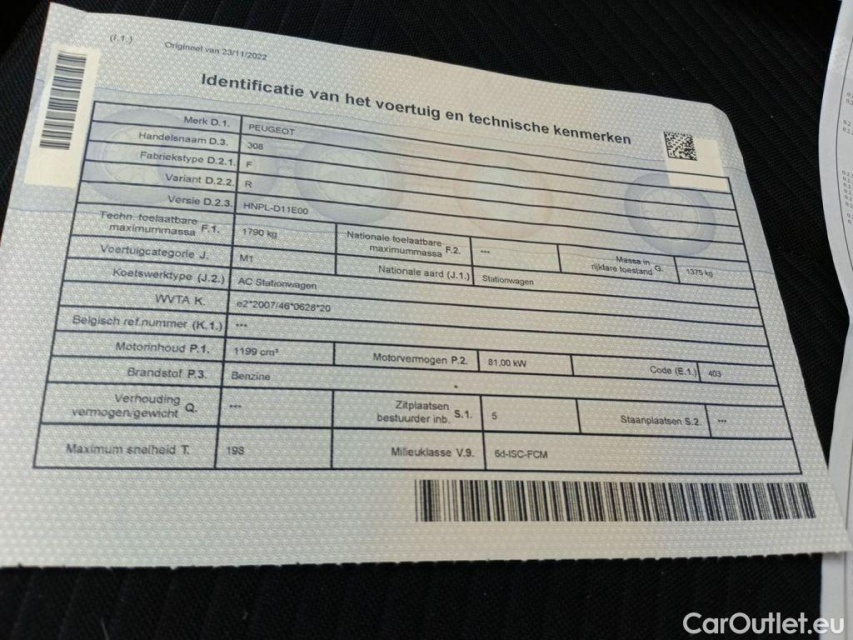 (I.1.)
Origineel van 23/11/2022
Identificatie van het voertuig en technische kenmerken
Merk D.1. PEUGEOT
Handelsnaam D.3. 308
Fabriekstype D.2.1. F
Variant D.2.2. R
Versie D.2.3. HNPL-D11E00
Techn. toelaatbare maximummassa F.1. 1790 kg Nationale toelaatbare maximummassa F.2. --- Massa in rijklare toestand G. 1375 kg
Voertuigcategorie J. M1 Nationale aard (J.1.) Stationwagen
Koetswerktype (J.2.) AC Stationwagen
WVTA K. e2*2007/46*0628*20
Belgisch ref.nummer (K.1.) ---
Motorinhoud P.1. 1199 cm³ Motorvermogen P.2. 81,00 kW Code (E.1.) 403
Brandstof P.3. Benzine
Verhouding vermogen/gewicht Q. --- Zitplaatsen bestuurder inb. S.1. 5 Staanplaatsen S.2. ---
Maximum snelheid T. 198 Milieuklasse V.9. 6d-ISC-FCM
CarOutlet.eu